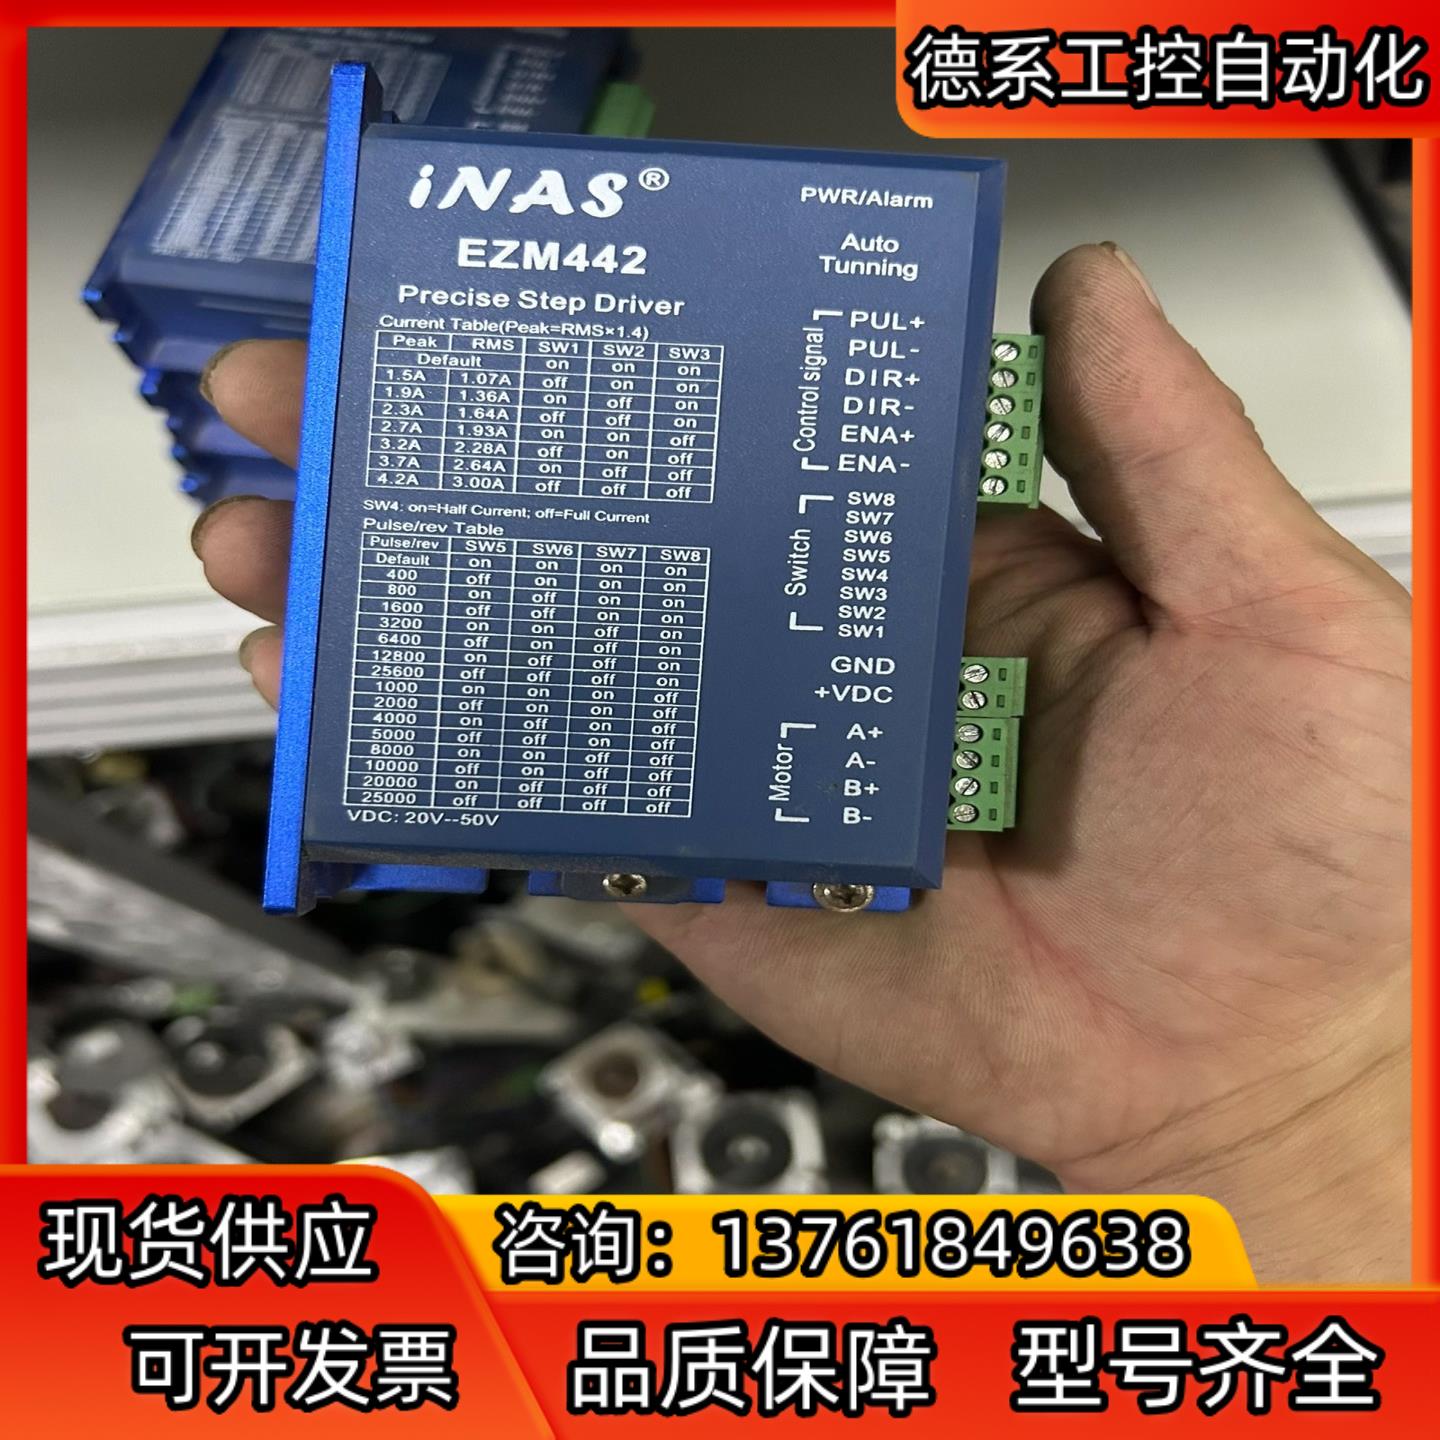 德系工控自动化
iNAS®
EZM442
Precise Step Driver
Current Table(Peak=RMS×1.4)
Peak RMS SW1 SW2 SW3
Default on on on
1.5A 1.07A off on on
1.9A 1.36A on off on
2.3A 1.64A off off on
2.7A 1.93A on on off
3.2A 2.28A off on off
3.7A 2.64A on off off
4.2A 3.00A off off off
SW4: on=Half Current; off=Full Current
Pulse/rev Table
Pulse/rev SW5 SW6 SW7 SW8
Default on on on on
400 off on on on
800 on off on on
1600 off off on on
3200 on on off on
6400 off on off on
12800 on off off on
25600 off off off on
1000 on on on off
2000 off on on off
4000 on off on off
5000 off off on off
8000 on on off off
10000 off on off off
20000 on off off off
25000 off off off off
VDC: 20V--50V
PWR/Alarm
Auto
Tunning
Control signal
PUL+
PUL-
DIR+
DIR-
ENA+
ENA-
Switch
SW8
SW7
SW6
SW5
SW4
SW3
SW2
SW1
GND
+VDC
Motor
A+
A-
B+
B-
现货供应
咨询：13761849638
可开发票
品质保障
型号齐全